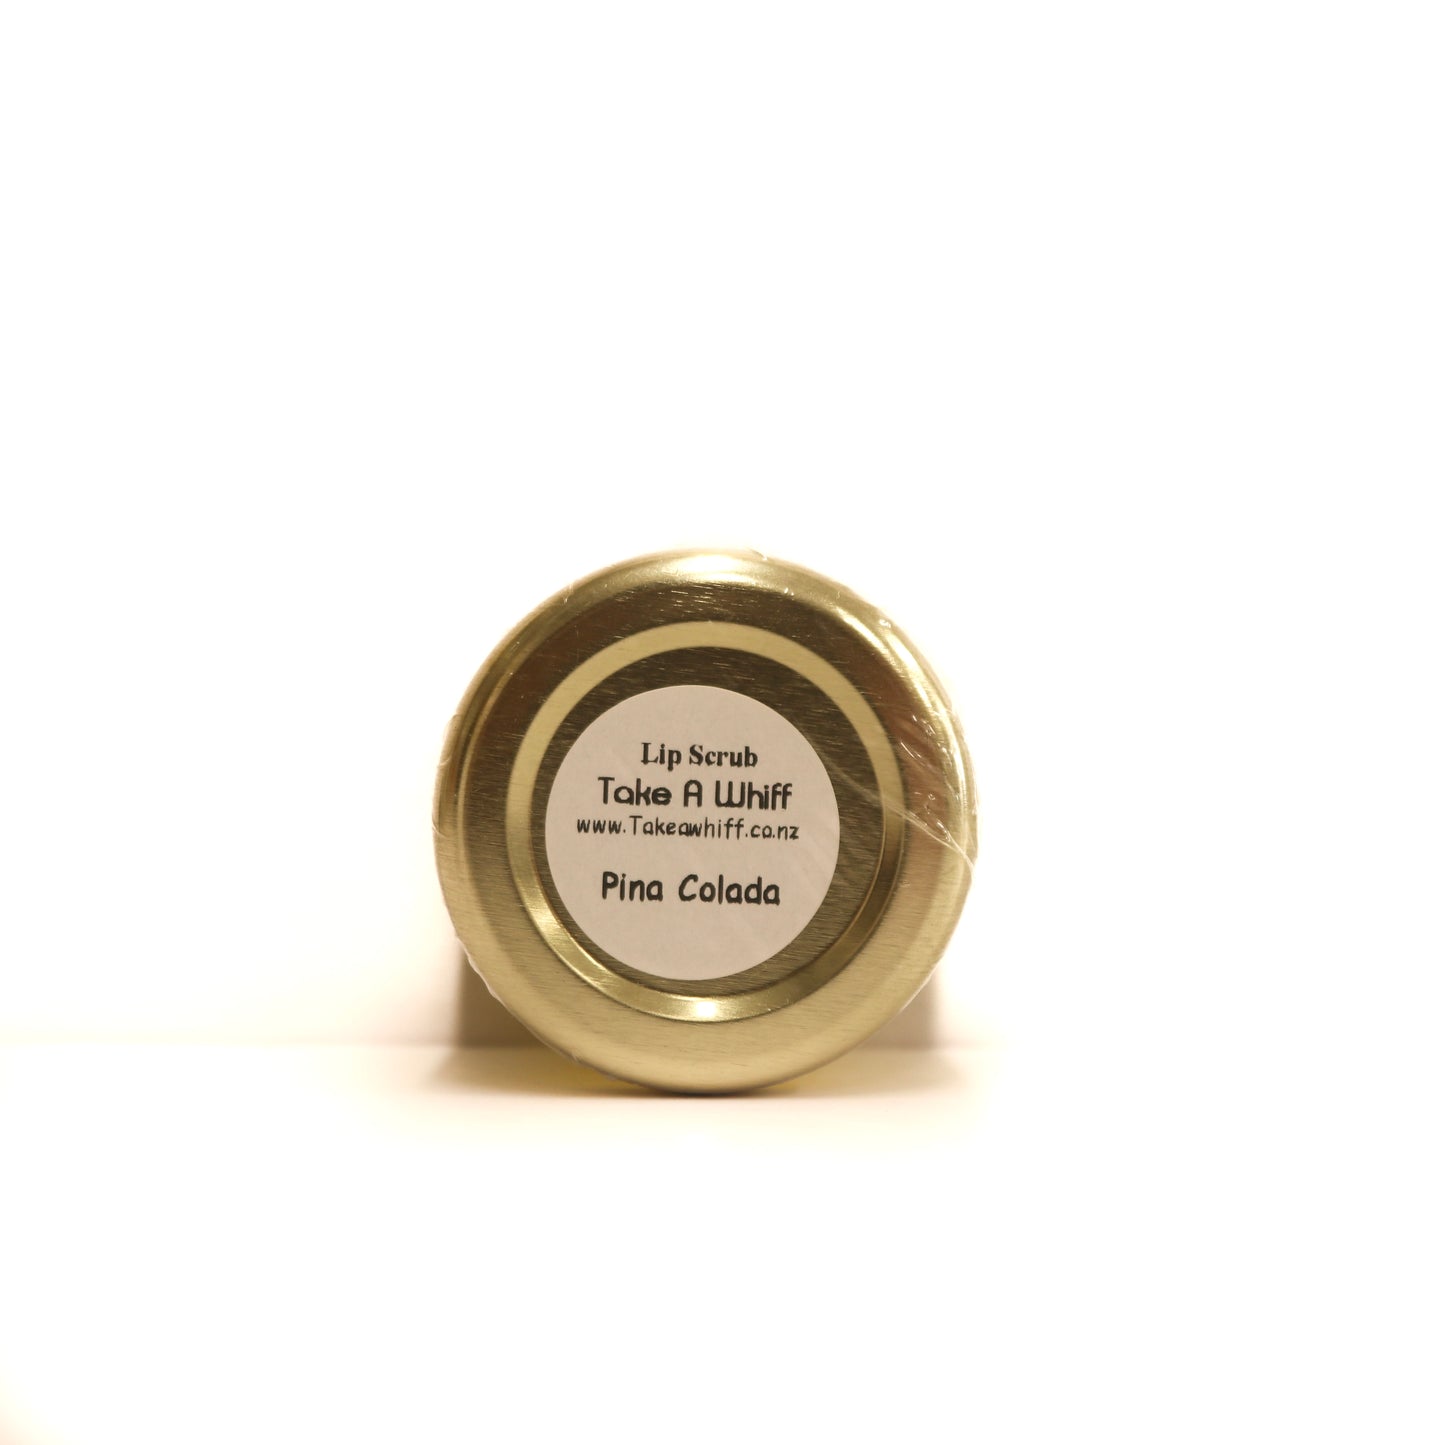 Lip Scrub
Take A Whiff
www.Takeawhiff.co.nz
Pina Colada